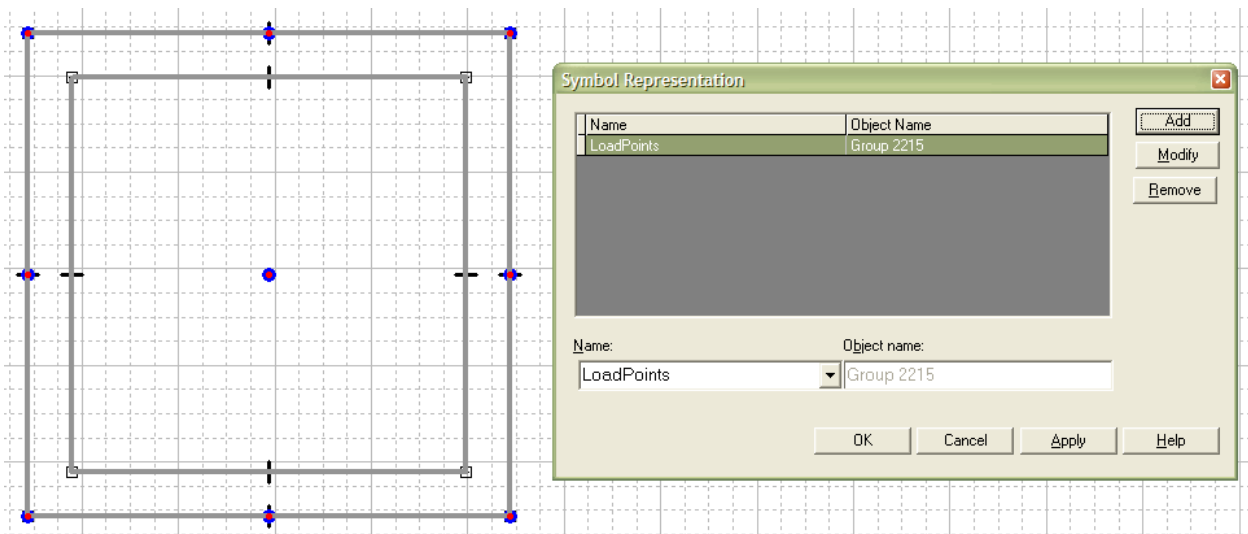 Symbol Representation
Name Object Name
LoadPoints Group 2215
Add
Modify
Remove
Name: Object name:
LoadPoints Group 2215
OK Cancel Apply Help